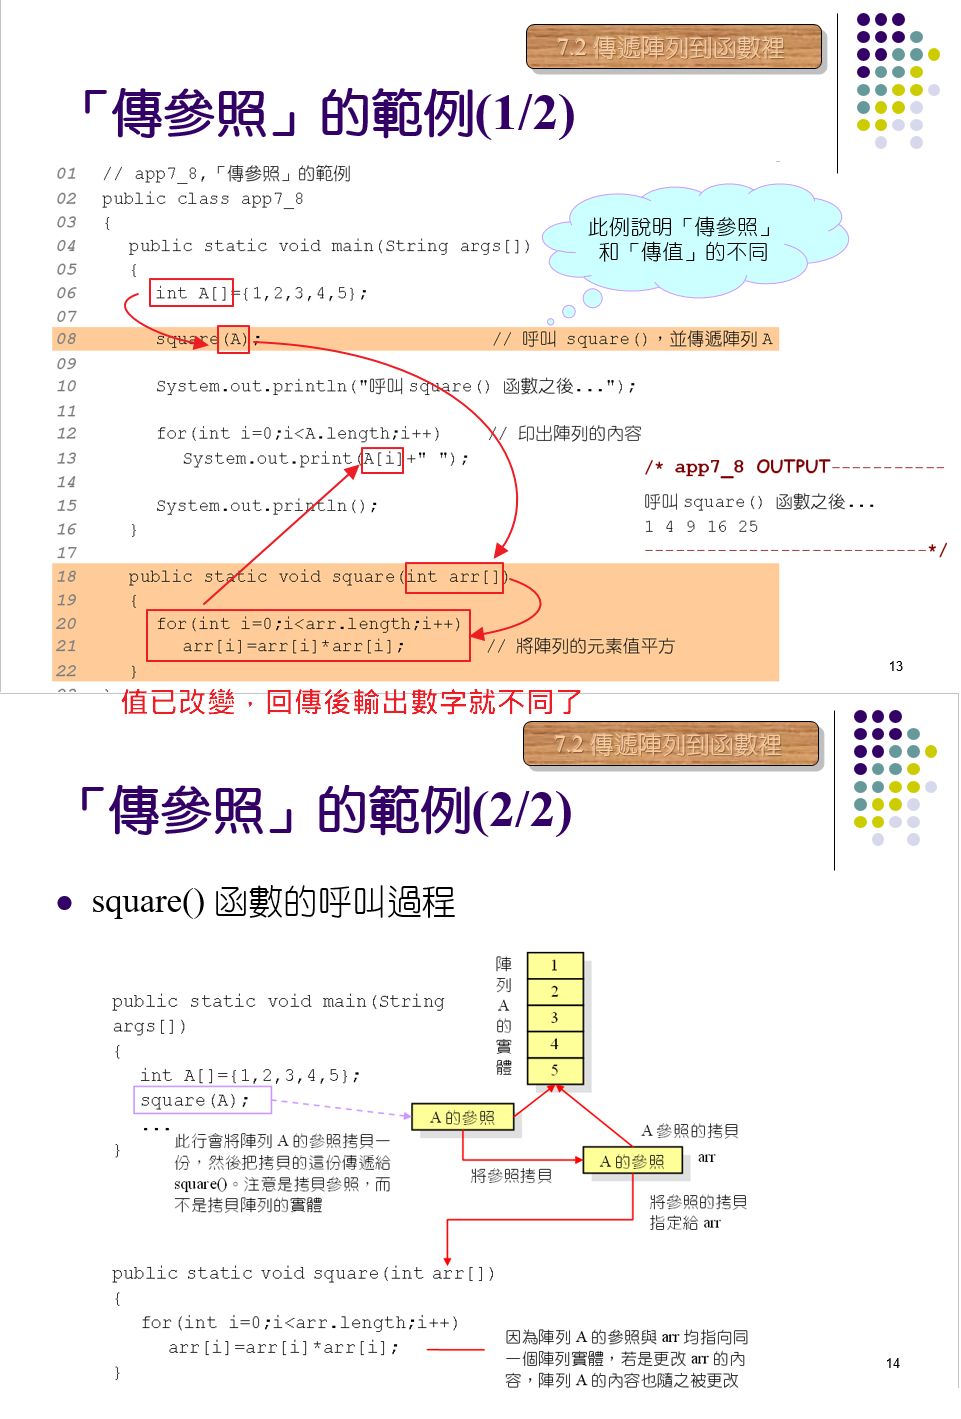 7.2 傳遞陣列到函數裡
「傳參照」的範例(1/2)
01 // app7_8,「傳參照」的範例
02 public class app7_8
03 {
04 public static void main(String args[])
05 {
06 int A[]={1,2,3,4,5};
07
08 square(A); // 呼叫 square()，並傳遞陣列 A
09
10 System.out.println("呼叫 square() 函數之後...");
11
12 for(int i=0;i<A.length;i++) // 印出陣列的內容
13 System.out.print(A[i]+" ");
14
15 System.out.println();
16 }
17
18 public static void square(int arr[])
19 {
20 for(int i=0;i<arr.length;i++)
21 arr[i]=arr[i]*arr[i]; // 將陣列的元素值平方
22 }
此例說明「傳參照」
和「傳值」的不同
/* app7_8 OUTPUT-----------
呼叫 square() 函數之後...
1 4 9 16 25
---------------------------*/
13
值已改變，回傳後輸出數字就不同了
7.2 傳遞陣列到函數裡
「傳參照」的範例(2/2)
square() 函數的呼叫過程
public static void main(String
args[])
{
int A[]={1,2,3,4,5};
square(A);
...
}
此行會將陣列 A 的參照拷貝一
份，然後把拷貝的這份傳遞給
square()。注意是拷貝參照，而
不是拷貝陣列的實體
陣
列
A
的
實
體
1
2
3
4
5
A 的參照
將參照拷貝
A 參照的拷貝
A 的參照
arr
將參照的拷貝
指定給 arr
public static void square(int arr[])
{
for(int i=0;i<arr.length;i++)
arr[i]=arr[i]*arr[i];
}
因為陣列 A 的參照與 arr 均指向同
一個陣列實體，若是更改 arr 的內
容，陣列 A 的內容也隨之被更改
14